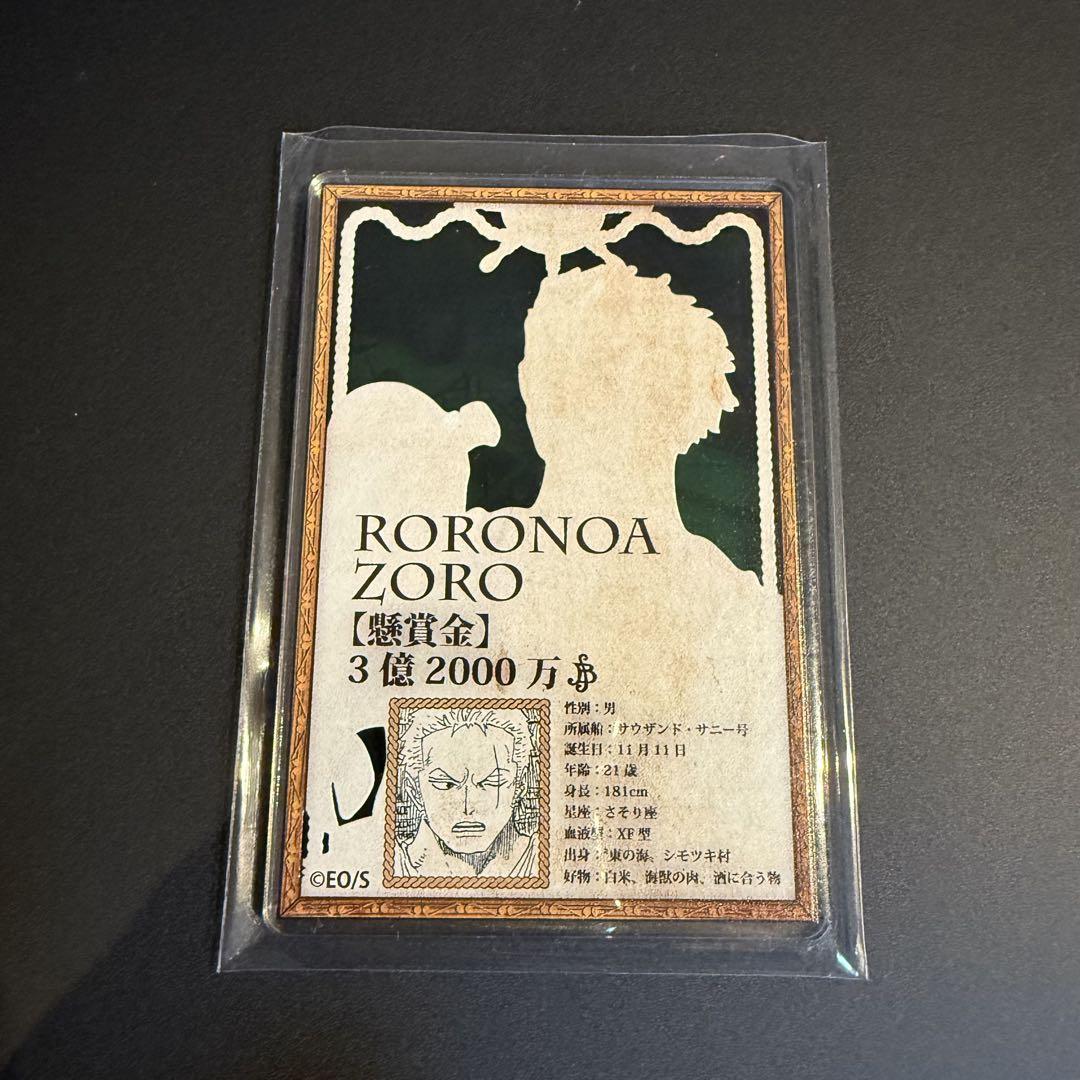 RORONOA
ZORO
【懸賞金】
3億2000万
性別：男
所属船：サウザンド・サニー号
誕生日：11月11日
年齢：21歳
身長：181cm
星座：さそり座
血液型：XF型
出身：東の海、シモツキ村
好物：白米、海獣の肉、酒に合う物
©EO/S